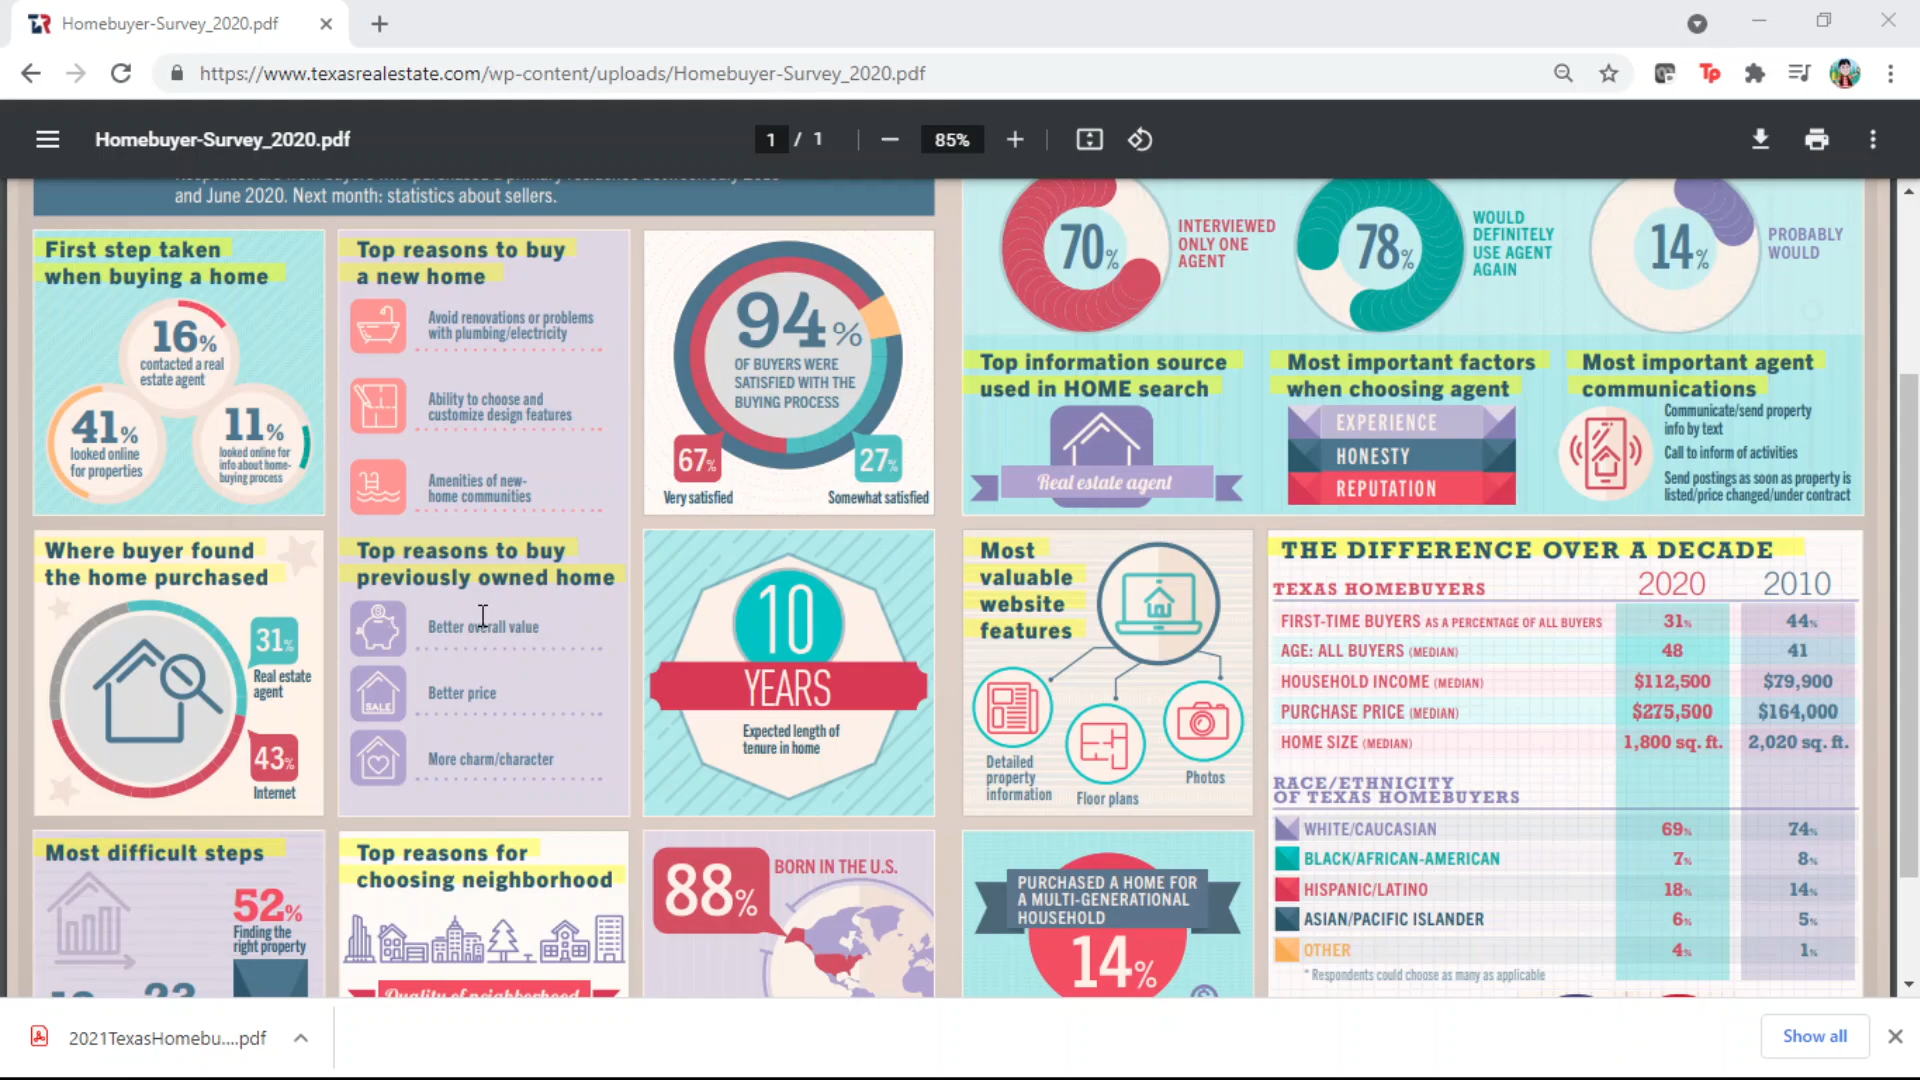 Homebuyer-Survey_2020.pdf
https://www.texasrealestate.com/wp-content/uploads/Homebuyer-Survey_2020.pdf
Tp
Homebuyer-Survey_2020.pdf
1 / 1
85%
and June 2020. Next month: statistics about sellers.
First step taken
when buying a home
16%
contacted a real
estate agent
41%
looked online
for properties
11%
looked online for
info about home-
buying process
Top reasons to buy
a new home
Avoid renovations or problems
with plumbing/electricity
Ability to choose and
customize design features
Amenities of new-
home communities
94%
OF BUYERS WERE
SATISFIED WITH THE
BUYING PROCESS
67%
Very satisfied
27%
Somewhat satisfied
70%
INTERVIEWED
ONLY ONE
AGENT
78%
WOULD
DEFINITELY
USE AGENT
AGAIN
14%
PROBABLY
WOULD
Top information source
used in HOME search
Real estate agent
Most important factors
when choosing agent
EXPERIENCE
HONESTY
REPUTATION
Most important agent
communications
Communicate/send property
info by text
Call to inform of activities
Send postings as soon as property is
listed/price changed/under contract
Where buyer found
the home purchased
31%
Real estate
agent
43%
Internet
Top reasons to buy
previously owned home
Better overall value
Better price
SALE
More charm/character
10
YEARS
Expected length of
tenure in home
Most
valuable
website
features
Detailed
property
information
Floor plans
Photos
THE DIFFERENCE OVER A DECADE
TEXAS HOMEBUYERS 2020 2010
FIRST-TIME BUYERS AS A PERCENTAGE OF ALL BUYERS 31% 44%
AGE: ALL BUYERS (MEDIAN) 48 41
HOUSEHOLD INCOME (MEDIAN) $112,500 $79,900
PURCHASE PRICE (MEDIAN) $275,500 $164,000
HOME SIZE (MEDIAN) 1,800 sq. ft. 2,020 sq. ft.
RACE/ETHNICITY
OF TEXAS HOMEBUYERS
WHITE/CAUCASIAN 69% 74%
BLACK/AFRICAN-AMERICAN 7% 8%
HISPANIC/LATINO 18% 14%
ASIAN/PACIFIC ISLANDER 6% 5%
OTHER 4% 1%
* Respondents could choose as many as applicable
Most difficult steps
52%
Finding the
right property
23
Top reasons for
choosing neighborhood
Quality of neighborhood
88%
BORN IN THE U.S.
PURCHASED A HOME FOR
A MULTI-GENERATIONAL
HOUSEHOLD
14%
2021TexasHomebu....pdf
Show all